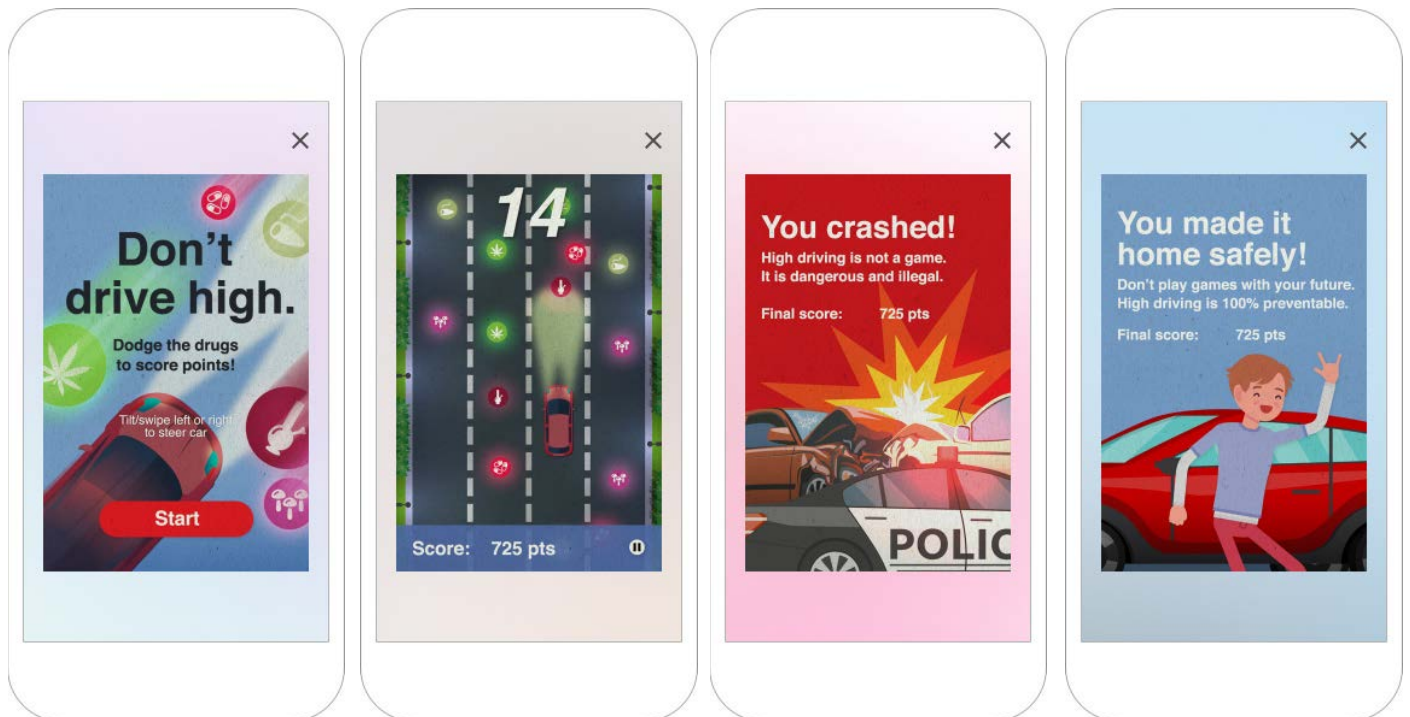 Don't
drive high.
Dodge the drugs
to score points!
Tilt/swipe left or right
to steer car
Start
14
Score: 725 pts
You crashed!
High driving is not a game.
It is dangerous and illegal.
Final score: 725 pts
POLIC
You made it
home safely!
Don't play games with your future.
High driving is 100% preventable.
Final score: 725 pts